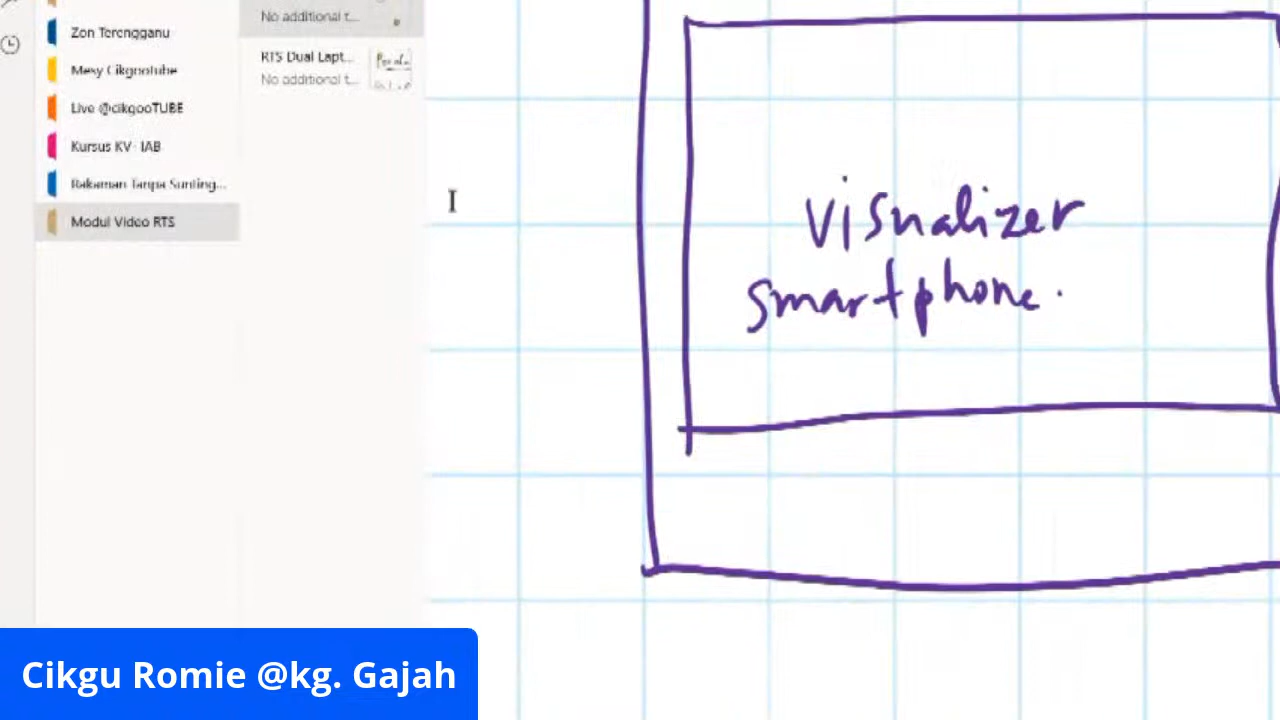 No additional t...
Zon Terengganu
RTS Dual Lapt...
Mesy Cikgootube
No additional t...
Live @cikgooTUBE
Kursus KV - IAB
Rakaman Tanpa Sunting...
Modul Video RTS
visualizer
smartphone.
Cikgu Romie @kg. Gajah